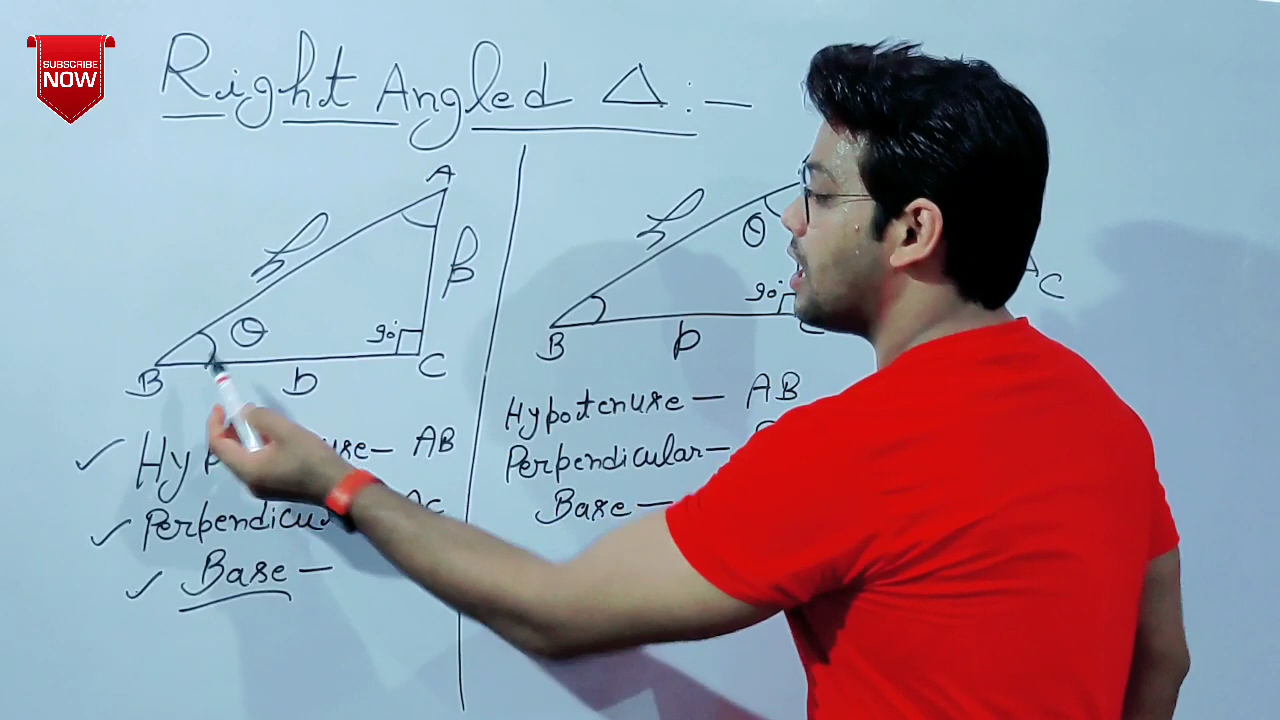 SUBSCRIBE
NOW
Right Angled Δ:-
A
h
p
θ
90°
B
b
C
Hypotenuse- AB
Perpendicular
Base -
h
θ
90°
B
p
C
Hypotenuse - AB
Perpendicular-
Base -